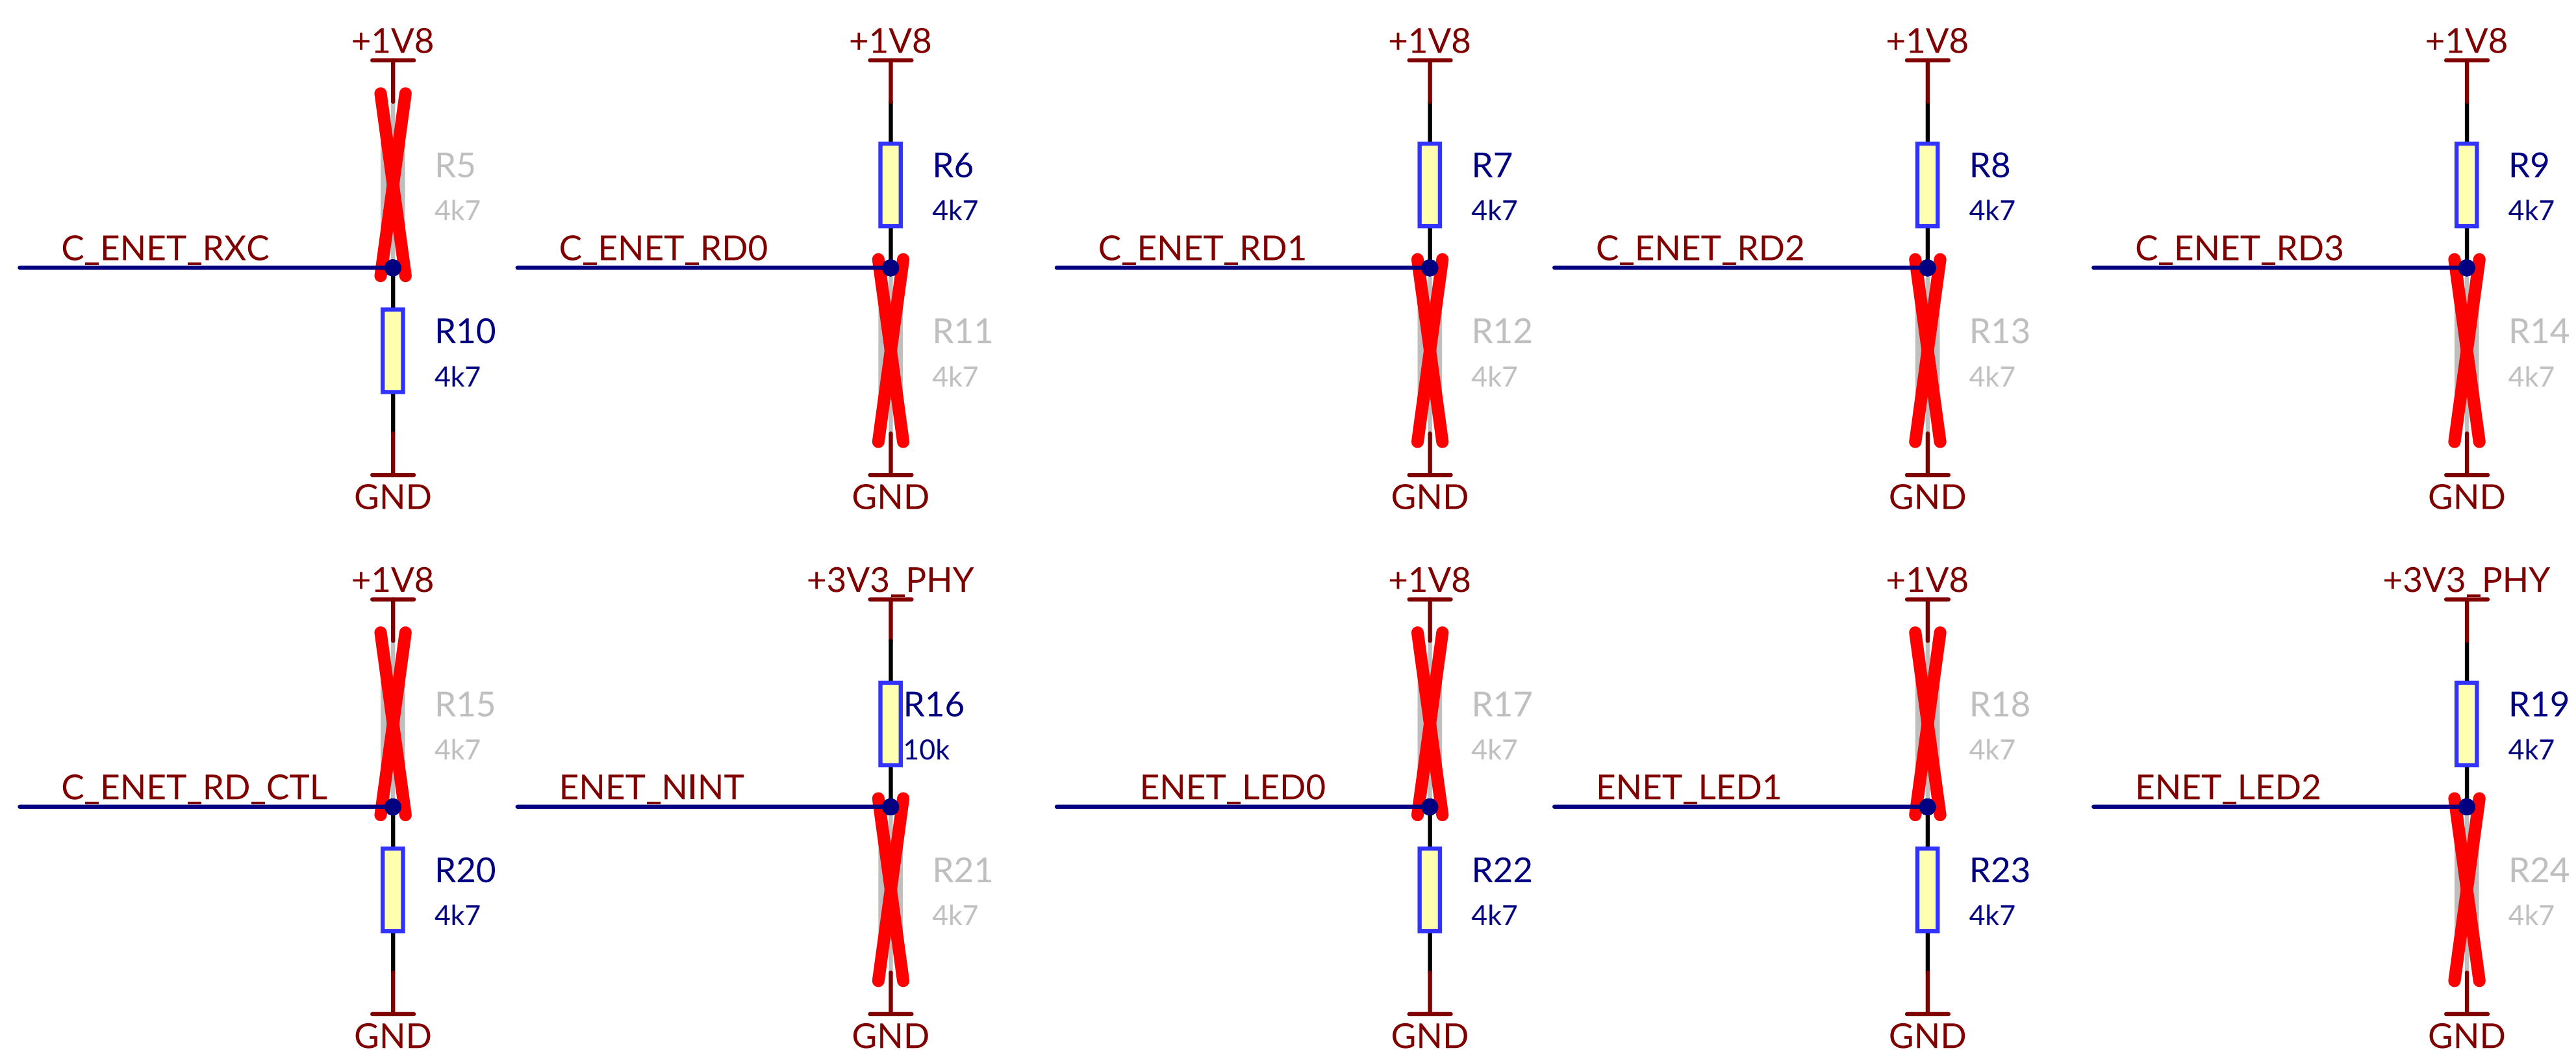 +1V8
R5
4k7
C_ENET_RXC
R10
4k7
GND
+1V8
R6
4k7
C_ENET_RD0
R11
4k7
GND
+1V8
R7
4k7
C_ENET_RD1
R12
4k7
GND
+1V8
R8
4k7
C_ENET_RD2
R13
4k7
GND
+1V8
R9
4k7
C_ENET_RD3
R14
4k7
GND
+1V8
R15
4k7
C_ENET_RD_CTL
R20
4k7
GND
+3V3_PHY
R16
10k
ENET_NINT
R21
4k7
GND
+1V8
R17
4k7
ENET_LED0
R22
4k7
GND
+1V8
R18
4k7
ENET_LED1
R23
4k7
GND
+3V3_PHY
R19
4k7
ENET_LED2
R24
4k7
GND